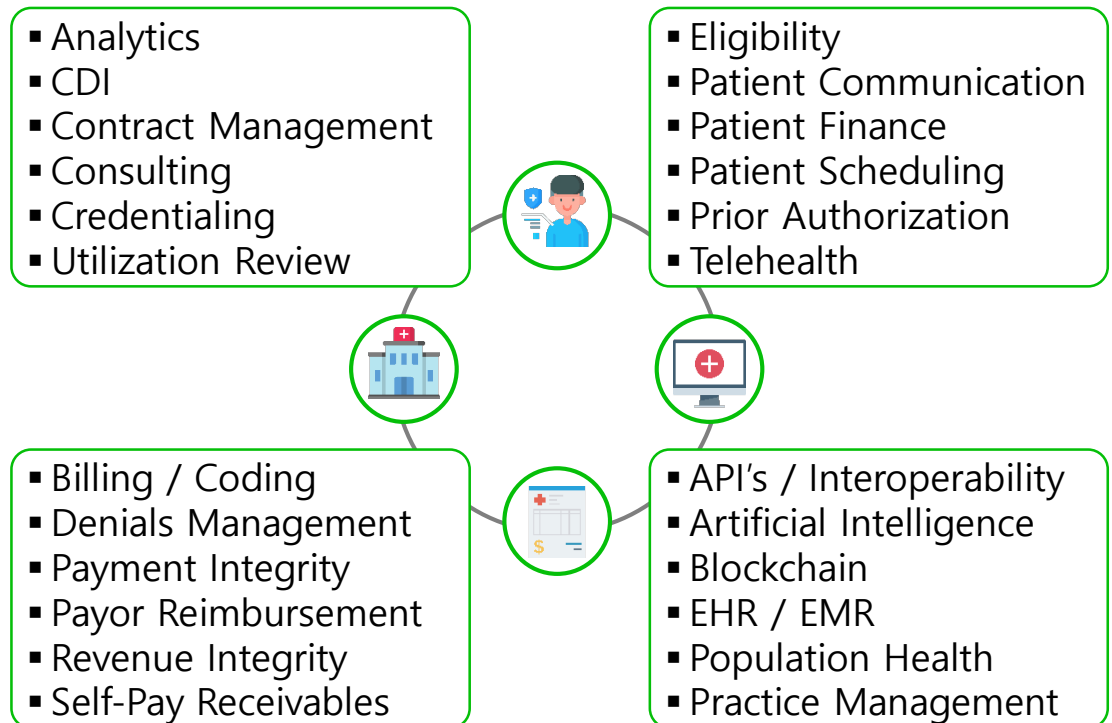 ▪ Analytics
▪ CDI
▪ Contract Management
▪ Consulting
▪ Credentialing
▪ Utilization Review
▪ Eligibility
▪ Patient Communication
▪ Patient Finance
▪ Patient Scheduling
▪ Prior Authorization
▪ Telehealth
$
▪ Billing / Coding
▪ Denials Management
▪ Payment Integrity
▪ Payor Reimbursement
▪ Revenue Integrity
▪ Self-Pay Receivables
▪ API's / Interoperability
▪ Artificial Intelligence
▪ Blockchain
▪ EHR / EMR
▪ Population Health
▪ Practice Management